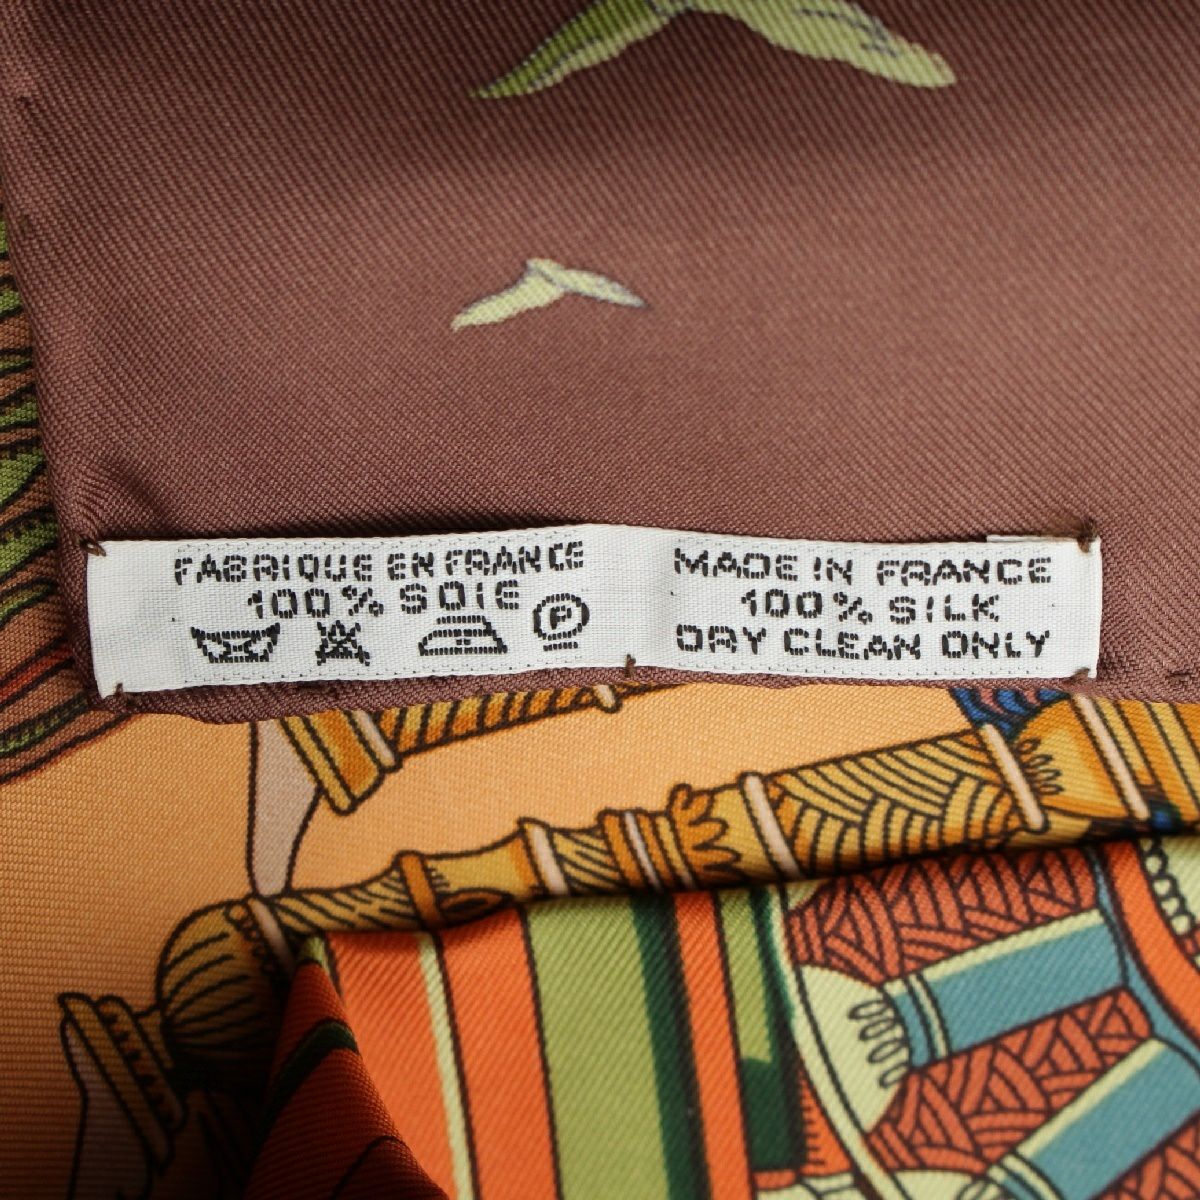 FABRIQUE EN FRANCE
100% SOIE
P
MADE IN FRANCE
100% SILK
DRY CLEAN ONLY